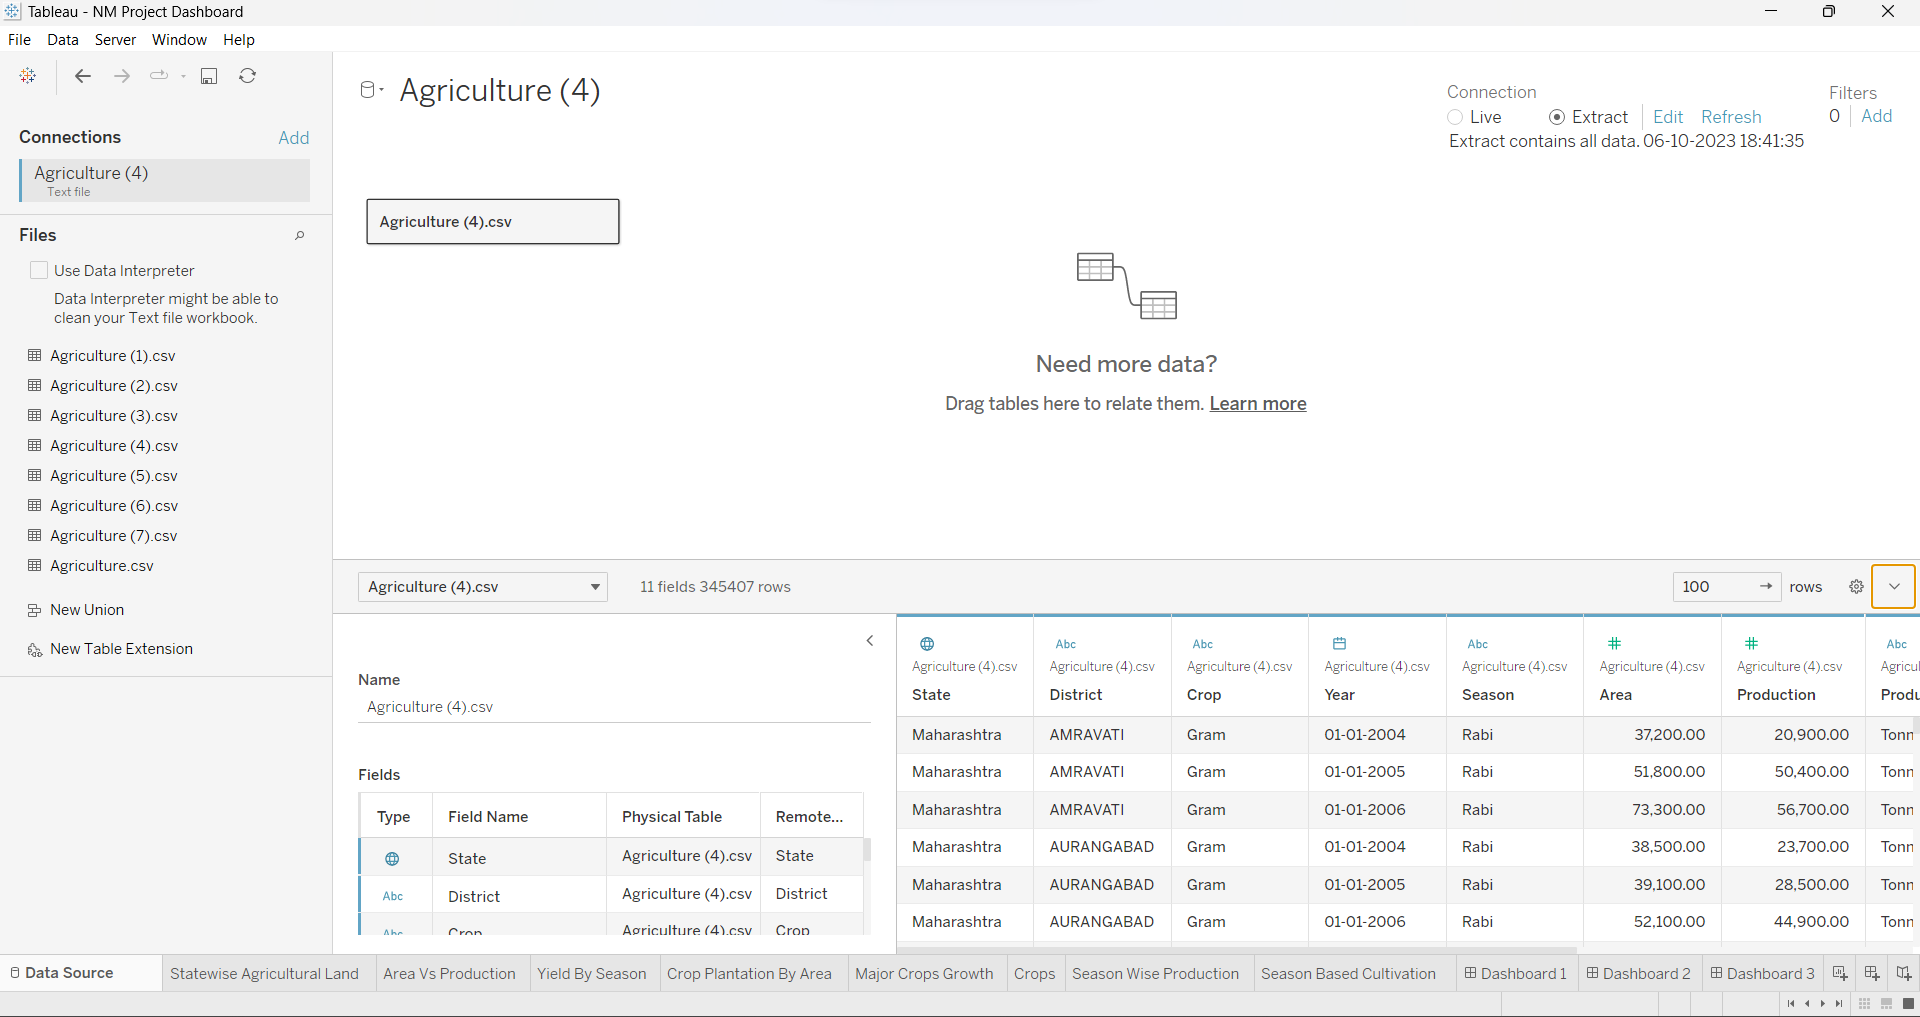 Tableau - NM Project Dashboard
File Data Server Window Help
Connections Add
Agriculture (4)
Text file
Files
Use Data Interpreter
Data Interpreter might be able to
clean your Text file workbook.
Agriculture (1).csv
Agriculture (2).csv
Agriculture (3).csv
Agriculture (4).csv
Agriculture (5).csv
Agriculture (6).csv
Agriculture (7).csv
Agriculture.csv
New Union
New Table Extension
Agriculture (4)
Connection
Live Extract Edit Refresh
Extract contains all data. 06-10-2023 18:41:35
Filters
0 Add
Agriculture (4).csv
Need more data?
Drag tables here to relate them. Learn more
Agriculture (4).csv 11 fields 345407 rows 100 rows
Name
Agriculture (4).csv
Fields
Type Field Name Physical Table Remote...
State Agriculture (4).csv State
Abc District Agriculture (4).csv District
Abc Crop Agriculture (4).csv Crop
Abc Abc Abc Abc
Agriculture (4).csv Agriculture (4).csv Agriculture (4).csv Agriculture (4).csv Agriculture (4).csv Agriculture (4).csv Agriculture (4).csv Agricul
State District Crop Year Season Area Production Produ
Maharashtra AMRAVATI Gram 01-01-2004 Rabi 37,200.00 20,900.00 Tonn
Maharashtra AMRAVATI Gram 01-01-2005 Rabi 51,800.00 50,400.00 Tonn
Maharashtra AMRAVATI Gram 01-01-2006 Rabi 73,300.00 56,700.00 Tonn
Maharashtra AURANGABAD Gram 01-01-2004 Rabi 38,500.00 23,700.00 Tonn
Maharashtra AURANGABAD Gram 01-01-2005 Rabi 39,100.00 28,500.00 Tonn
Maharashtra AURANGABAD Gram 01-01-2006 Rabi 52,100.00 44,900.00 Tonn
Data Source Statewise Agricultural Land Area Vs Production Yield By Season Crop Plantation By Area Major Crops Growth Crops Season Wise Production Season Based Cultivation Dashboard 1 Dashboard 2 Dashboard 3